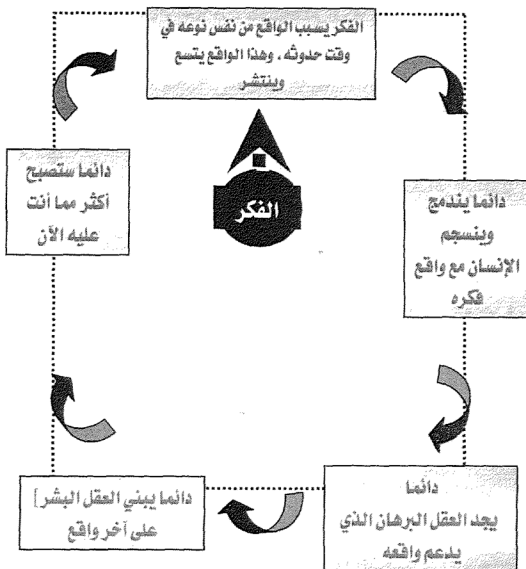 الفكر يسبب الواقع من نفس نوعه في
وقت حدوثه، وهذا الواقع يتسع
وينتشر
الفكر
دائما يندمج
وينسجم
الإنسان مع واقع
فكره
دائما
يجد العقل البرهان الذي
يدعم واقعه
دائما يبني العقل البشر]
على آخر واقع
دائما ستصبح
أكثر مما أنت
عليه الآن